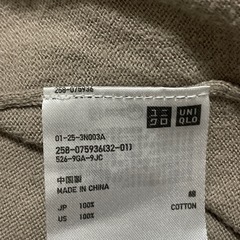 258-075936
01-25-3N003A
ユニ
クロ
UNI
QLO
258-075936(32-01)
526-9GA-9JC
中国製
MADE IN CHINA
綿
JP 100%
US 100%
COTTON